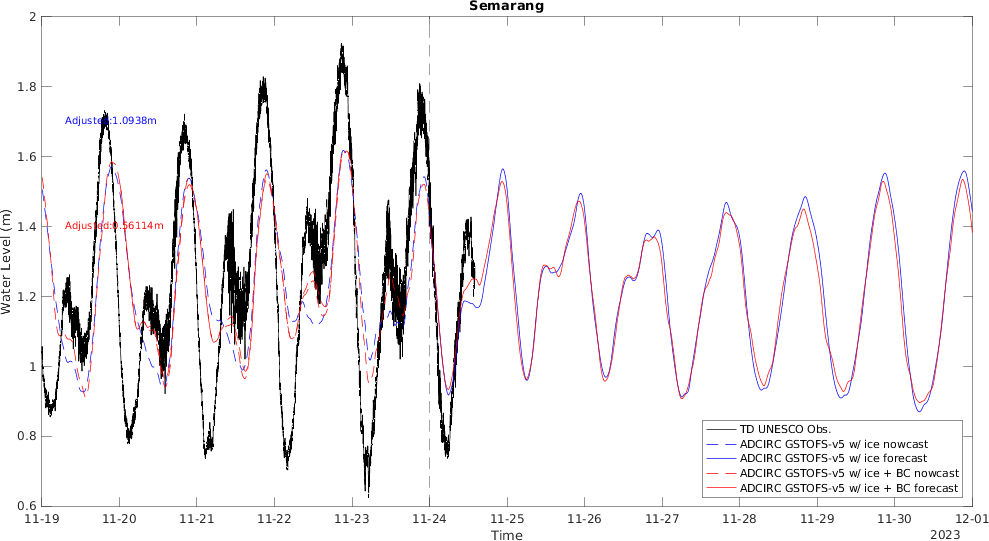 Semarang
2
1.8
1.6
1.4
1.2
1
0.8
0.6
Water Level (m)
Adjusted:1.0938m
Adjusted:0.56114m
11-19
11-20
11-21
11-22
11-23
11-24
11-25
11-26
11-27
11-28
11-29
11-30
12-01
2023
Time
TD UNESCO Obs.
ADCIRC GSTOFS-v5 w/ ice nowcast
ADCIRC GSTOFS-v5 w/ ice forecast
ADCIRC GSTOFS-v5 w/ ice + BC nowcast
ADCIRC GSTOFS-v5 w/ ice + BC forecast